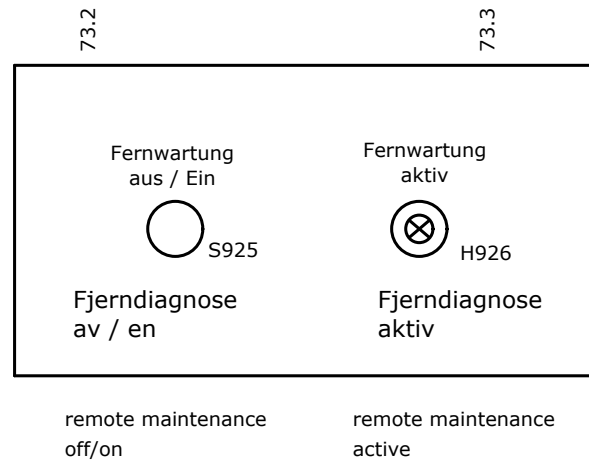 73.2
73.3
Fernwartung
aus / Ein
Fernwartung
aktiv
S925
H926
Fjerndiagnose
av / en
Fjerndiagnose
aktiv
remote maintenance
off/on
remote maintenance
active